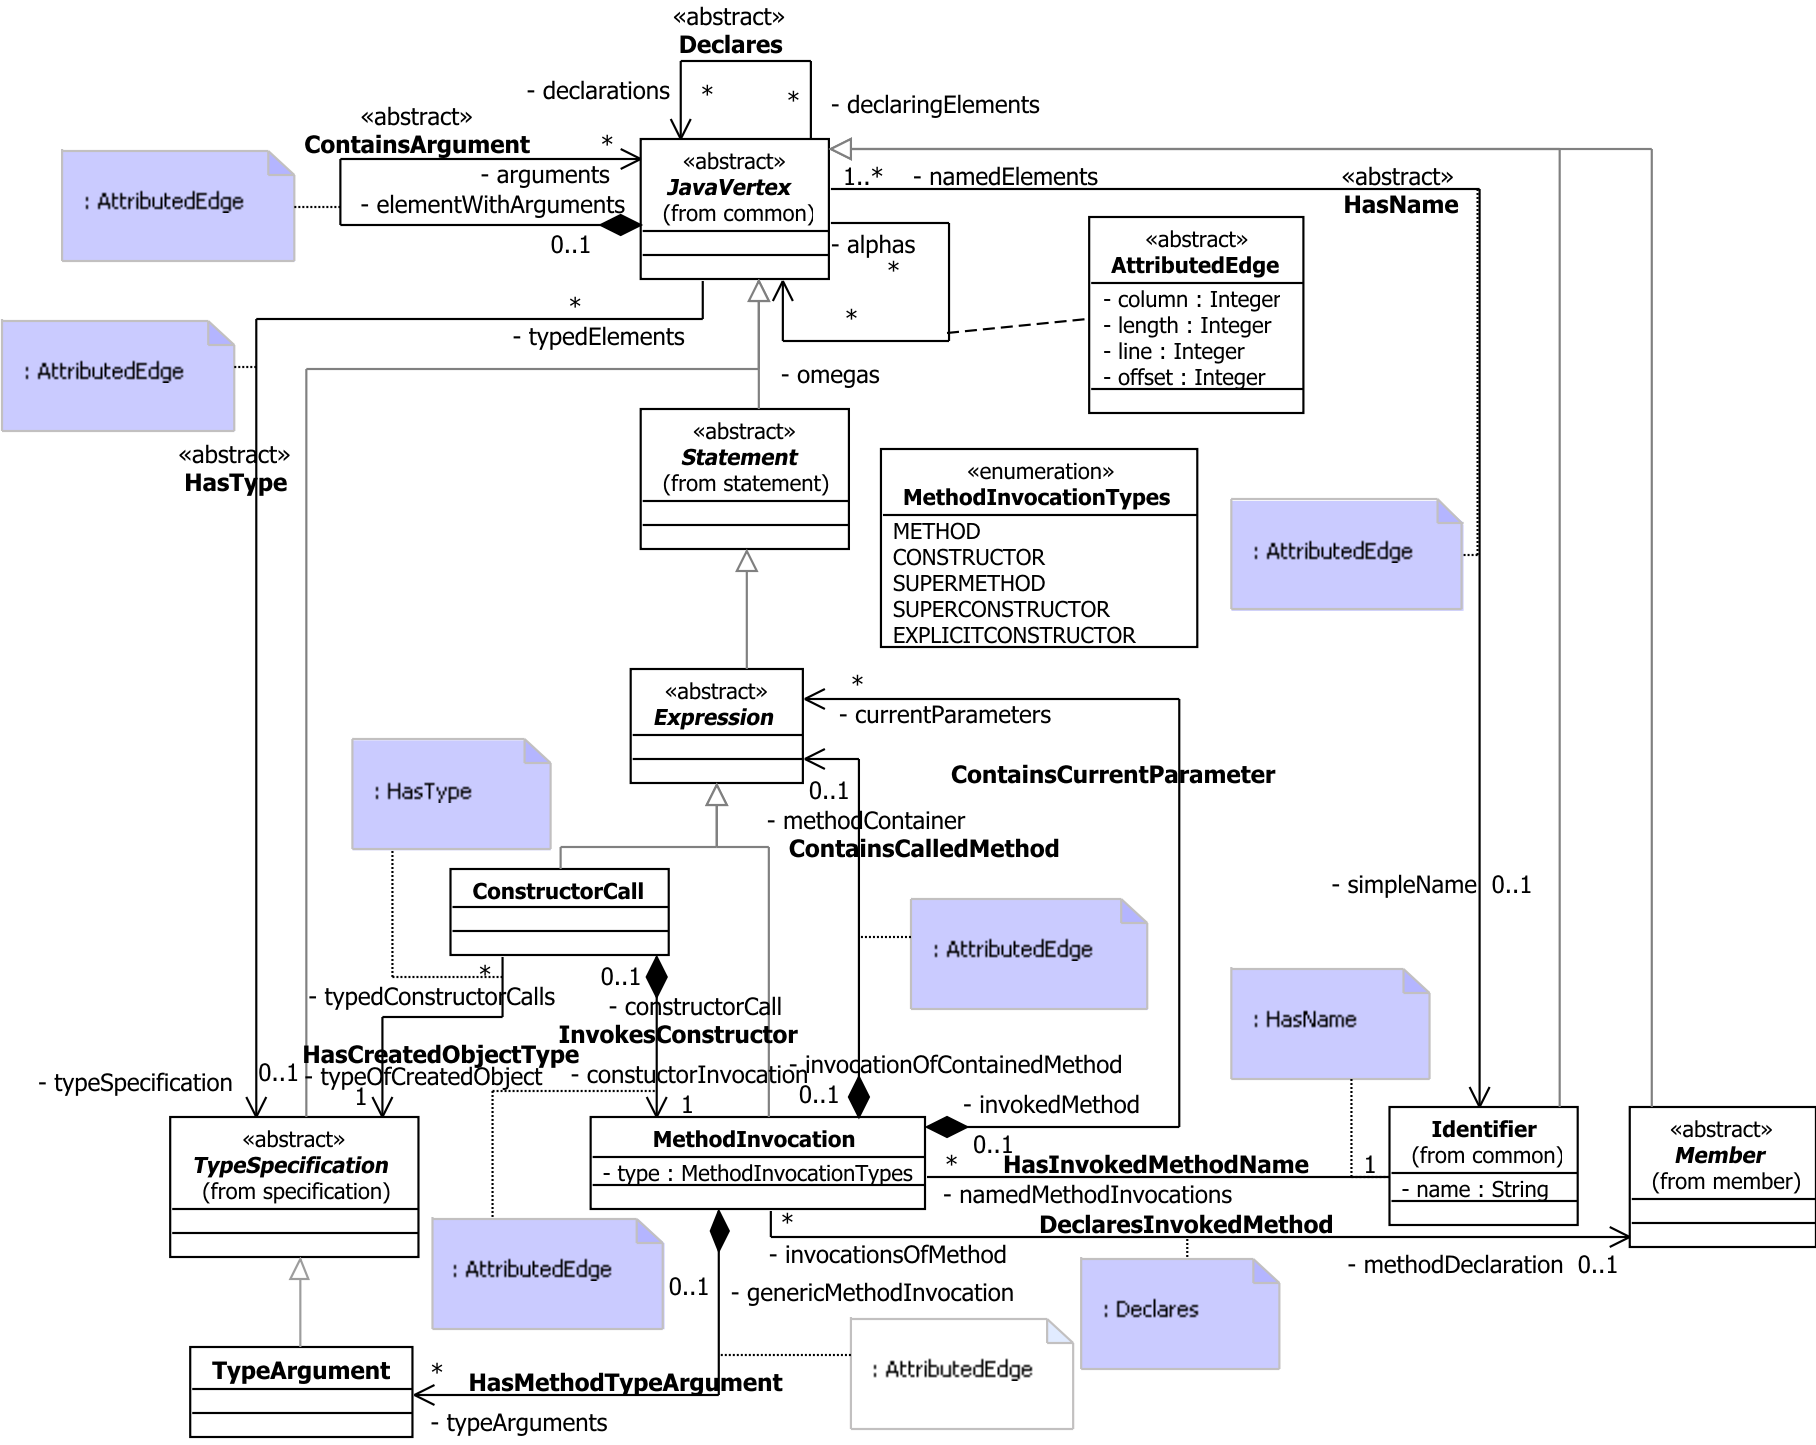 «abstract»
Declares
- declarations
*
*
- declaringElements
«abstract»
ContainsArgument
*
- arguments
- elementWithArguments
0..1
: AttributedEdge
«abstract»
JavaVertex
(from common)
1..*
- namedElements
«abstract»
HasName
- alphas
*
*
- omegas
«abstract»
AttributedEdge
- column : Integer
- length : Integer
- line : Integer
- offset : Integer
*
- typedElements
: AttributedEdge
«abstract»
HasType
«abstract»
Statement
(from statement)
«enumeration»
MethodInvocationTypes
METHOD
CONSTRUCTOR
SUPERMETHOD
SUPERCONSTRUCTOR
EXPLICITCONSTRUCTOR
: AttributedEdge
«abstract»
Expression
*
- currentParameters
ContainsCurrentParameter
0..1
- methodContainer
ContainsCalledMethod
: HasType
ConstructorCall
- simpleName
0..1
: AttributedEdge
*
- typedConstructorCalls
0..1
- constructorCall
InvokesConstructor
: HasName
HasCreatedObjectType
- typeOfCreatedObject
1
- typeSpecification
0..1
- constuctorInvocation
1
- invocationOfContainedMethod
0..1
- invokedMethod
0..1
«abstract»
TypeSpecification
(from specification)
MethodInvocation
- type : MethodInvocationTypes
*
HasInvokedMethodName
1
- namedMethodInvocations
Identifier
(from common)
- name : String
«abstract»
Member
(from member)
*
DeclaresInvokedMethod
- invocationsOfMethod
- methodDeclaration
0..1
: AttributedEdge
0..1
- genericMethodInvocation
: Declares
: AttributedEdge
TypeArgument
*
HasMethodTypeArgument
- typeArguments